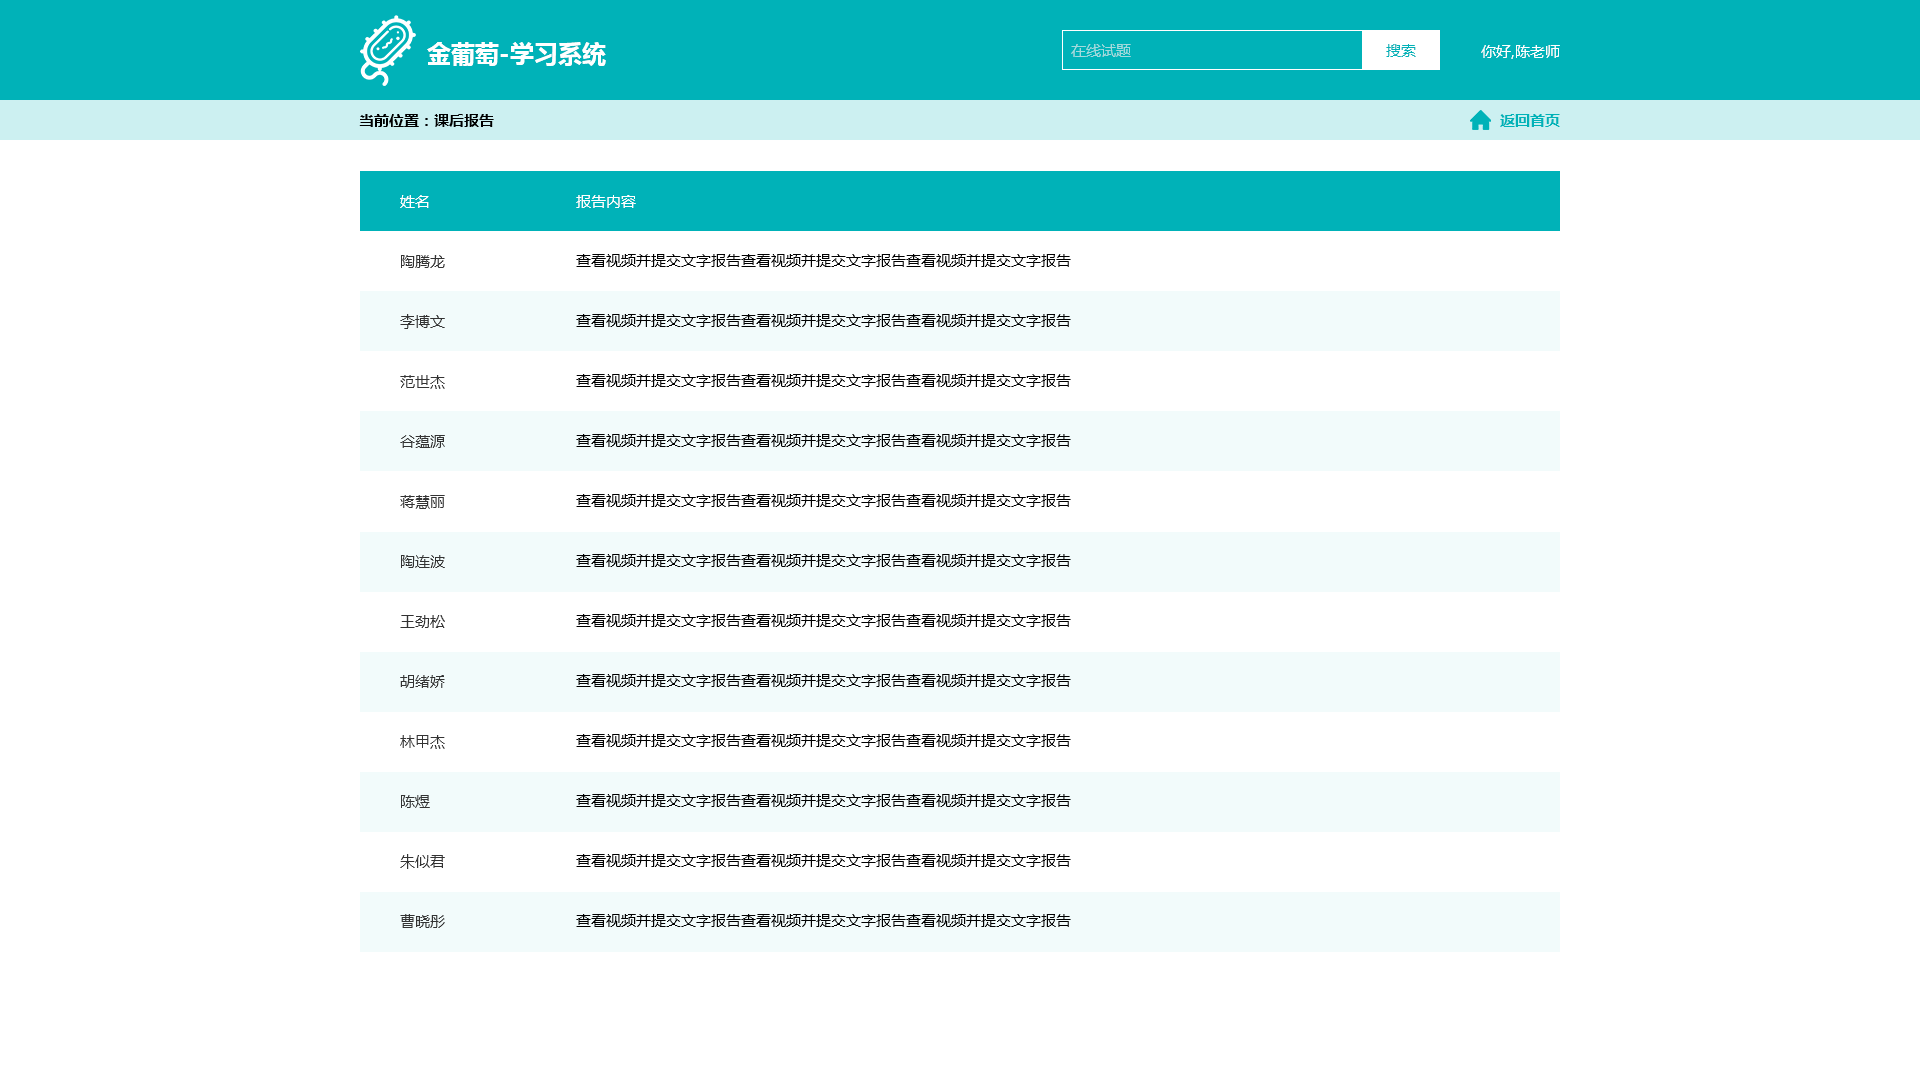 金葡萄-学习系统
在线试题 搜索 你好,陈老师
当前位置：课后报告 返回首页
姓名 报告内容
陶腾龙 查看视频并提交文字报告查看视频并提交文字报告查看视频并提交文字报告
李博文 查看视频并提交文字报告查看视频并提交文字报告查看视频并提交文字报告
范世杰 查看视频并提交文字报告查看视频并提交文字报告查看视频并提交文字报告
谷蕴源 查看视频并提交文字报告查看视频并提交文字报告查看视频并提交文字报告
蒋慧丽 查看视频并提交文字报告查看视频并提交文字报告查看视频并提交文字报告
陶连波 查看视频并提交文字报告查看视频并提交文字报告查看视频并提交文字报告
王劲松 查看视频并提交文字报告查看视频并提交文字报告查看视频并提交文字报告
胡绪娇 查看视频并提交文字报告查看视频并提交文字报告查看视频并提交文字报告
林甲杰 查看视频并提交文字报告查看视频并提交文字报告查看视频并提交文字报告
陈煜 查看视频并提交文字报告查看视频并提交文字报告查看视频并提交文字报告
朱似君 查看视频并提交文字报告查看视频并提交文字报告查看视频并提交文字报告
曹晓彤 查看视频并提交文字报告查看视频并提交文字报告查看视频并提交文字报告